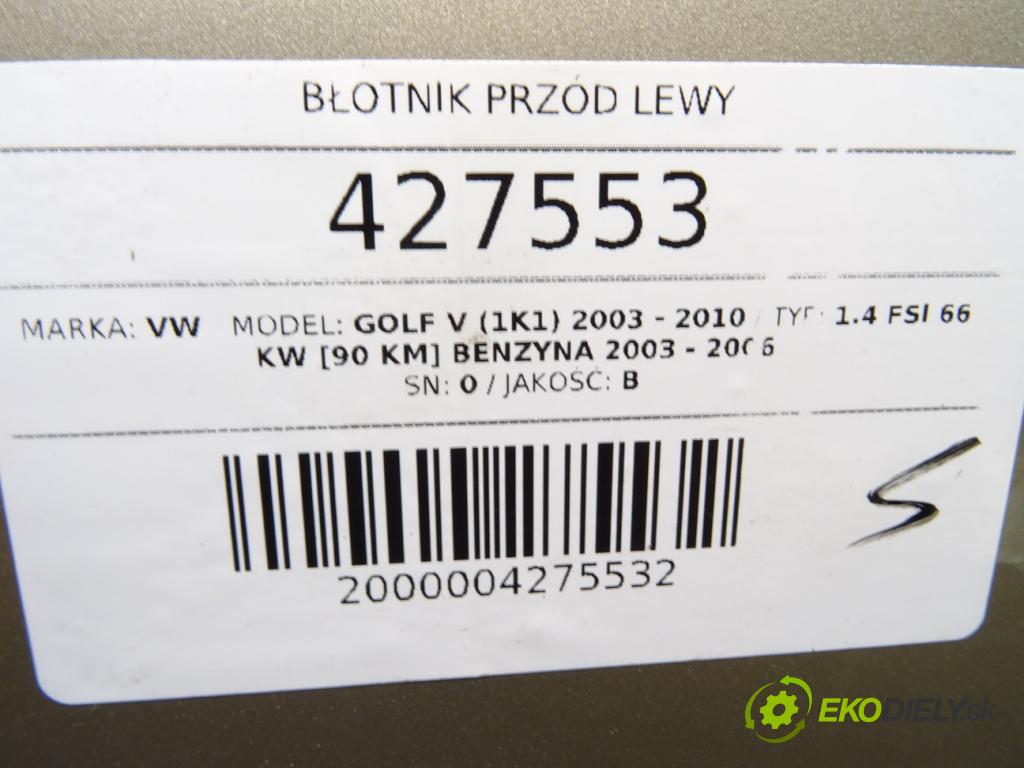 BŁOTNIK PRZÓD LEWY
427553
MARKA: VW MODEL: GOLF V (1K1) 2003 - 2010 / TYP: 1.4 FSI 66
KW [90 KM] BENZYNA 2003 - 2006
SN: 0 / JAKOŚĆ: B
2000004275532
S
EKODIELY.sk